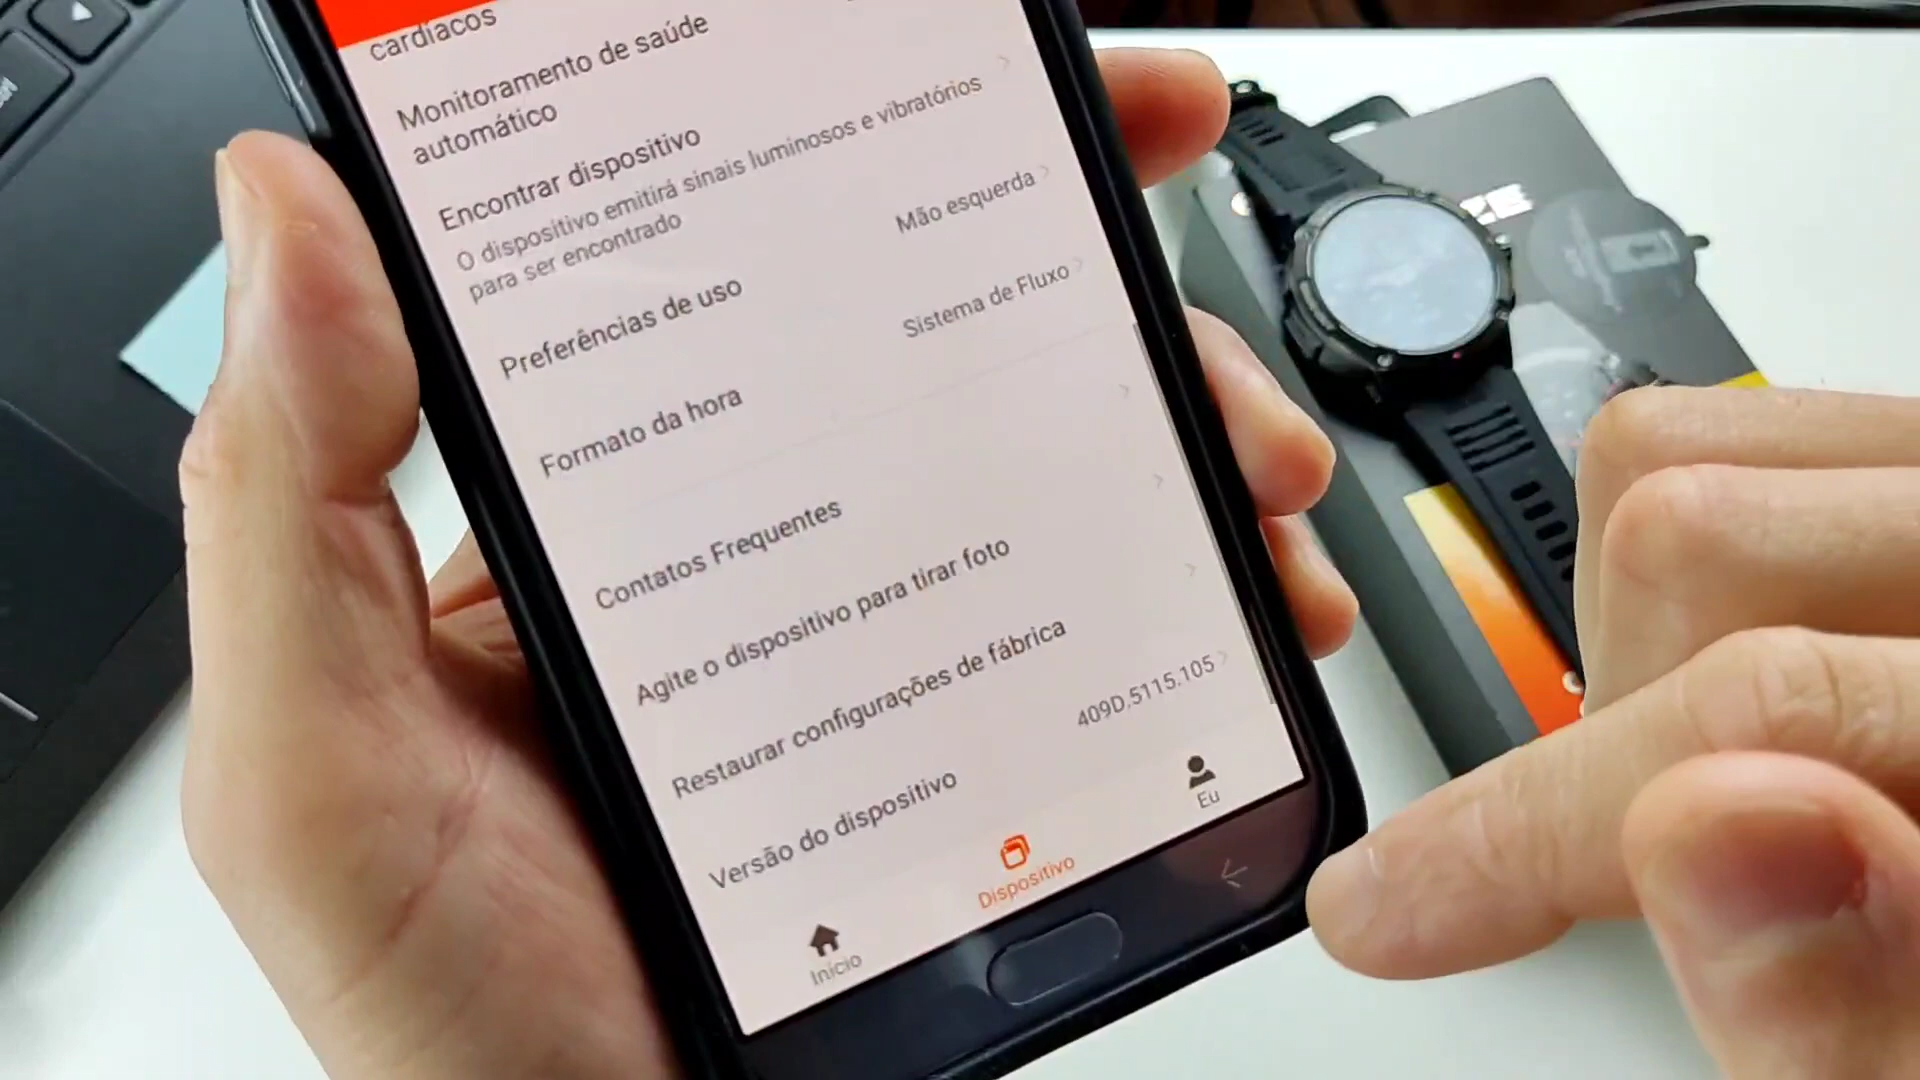 cardíacos
Monitoramento de saúde
automático
Encontrar dispositivo
O dispositivo emitirá sinais luminosos e vibratórios
para ser encontrado
Preferências de uso
Mão esquerda
Formato da hora
Sistema de Fluxo
Contatos Frequentes
Agite o dispositivo para tirar foto
Restaurar configurações de fábrica
Versão do dispositivo
409D.5115.105
Início
Dispositivo
Eu